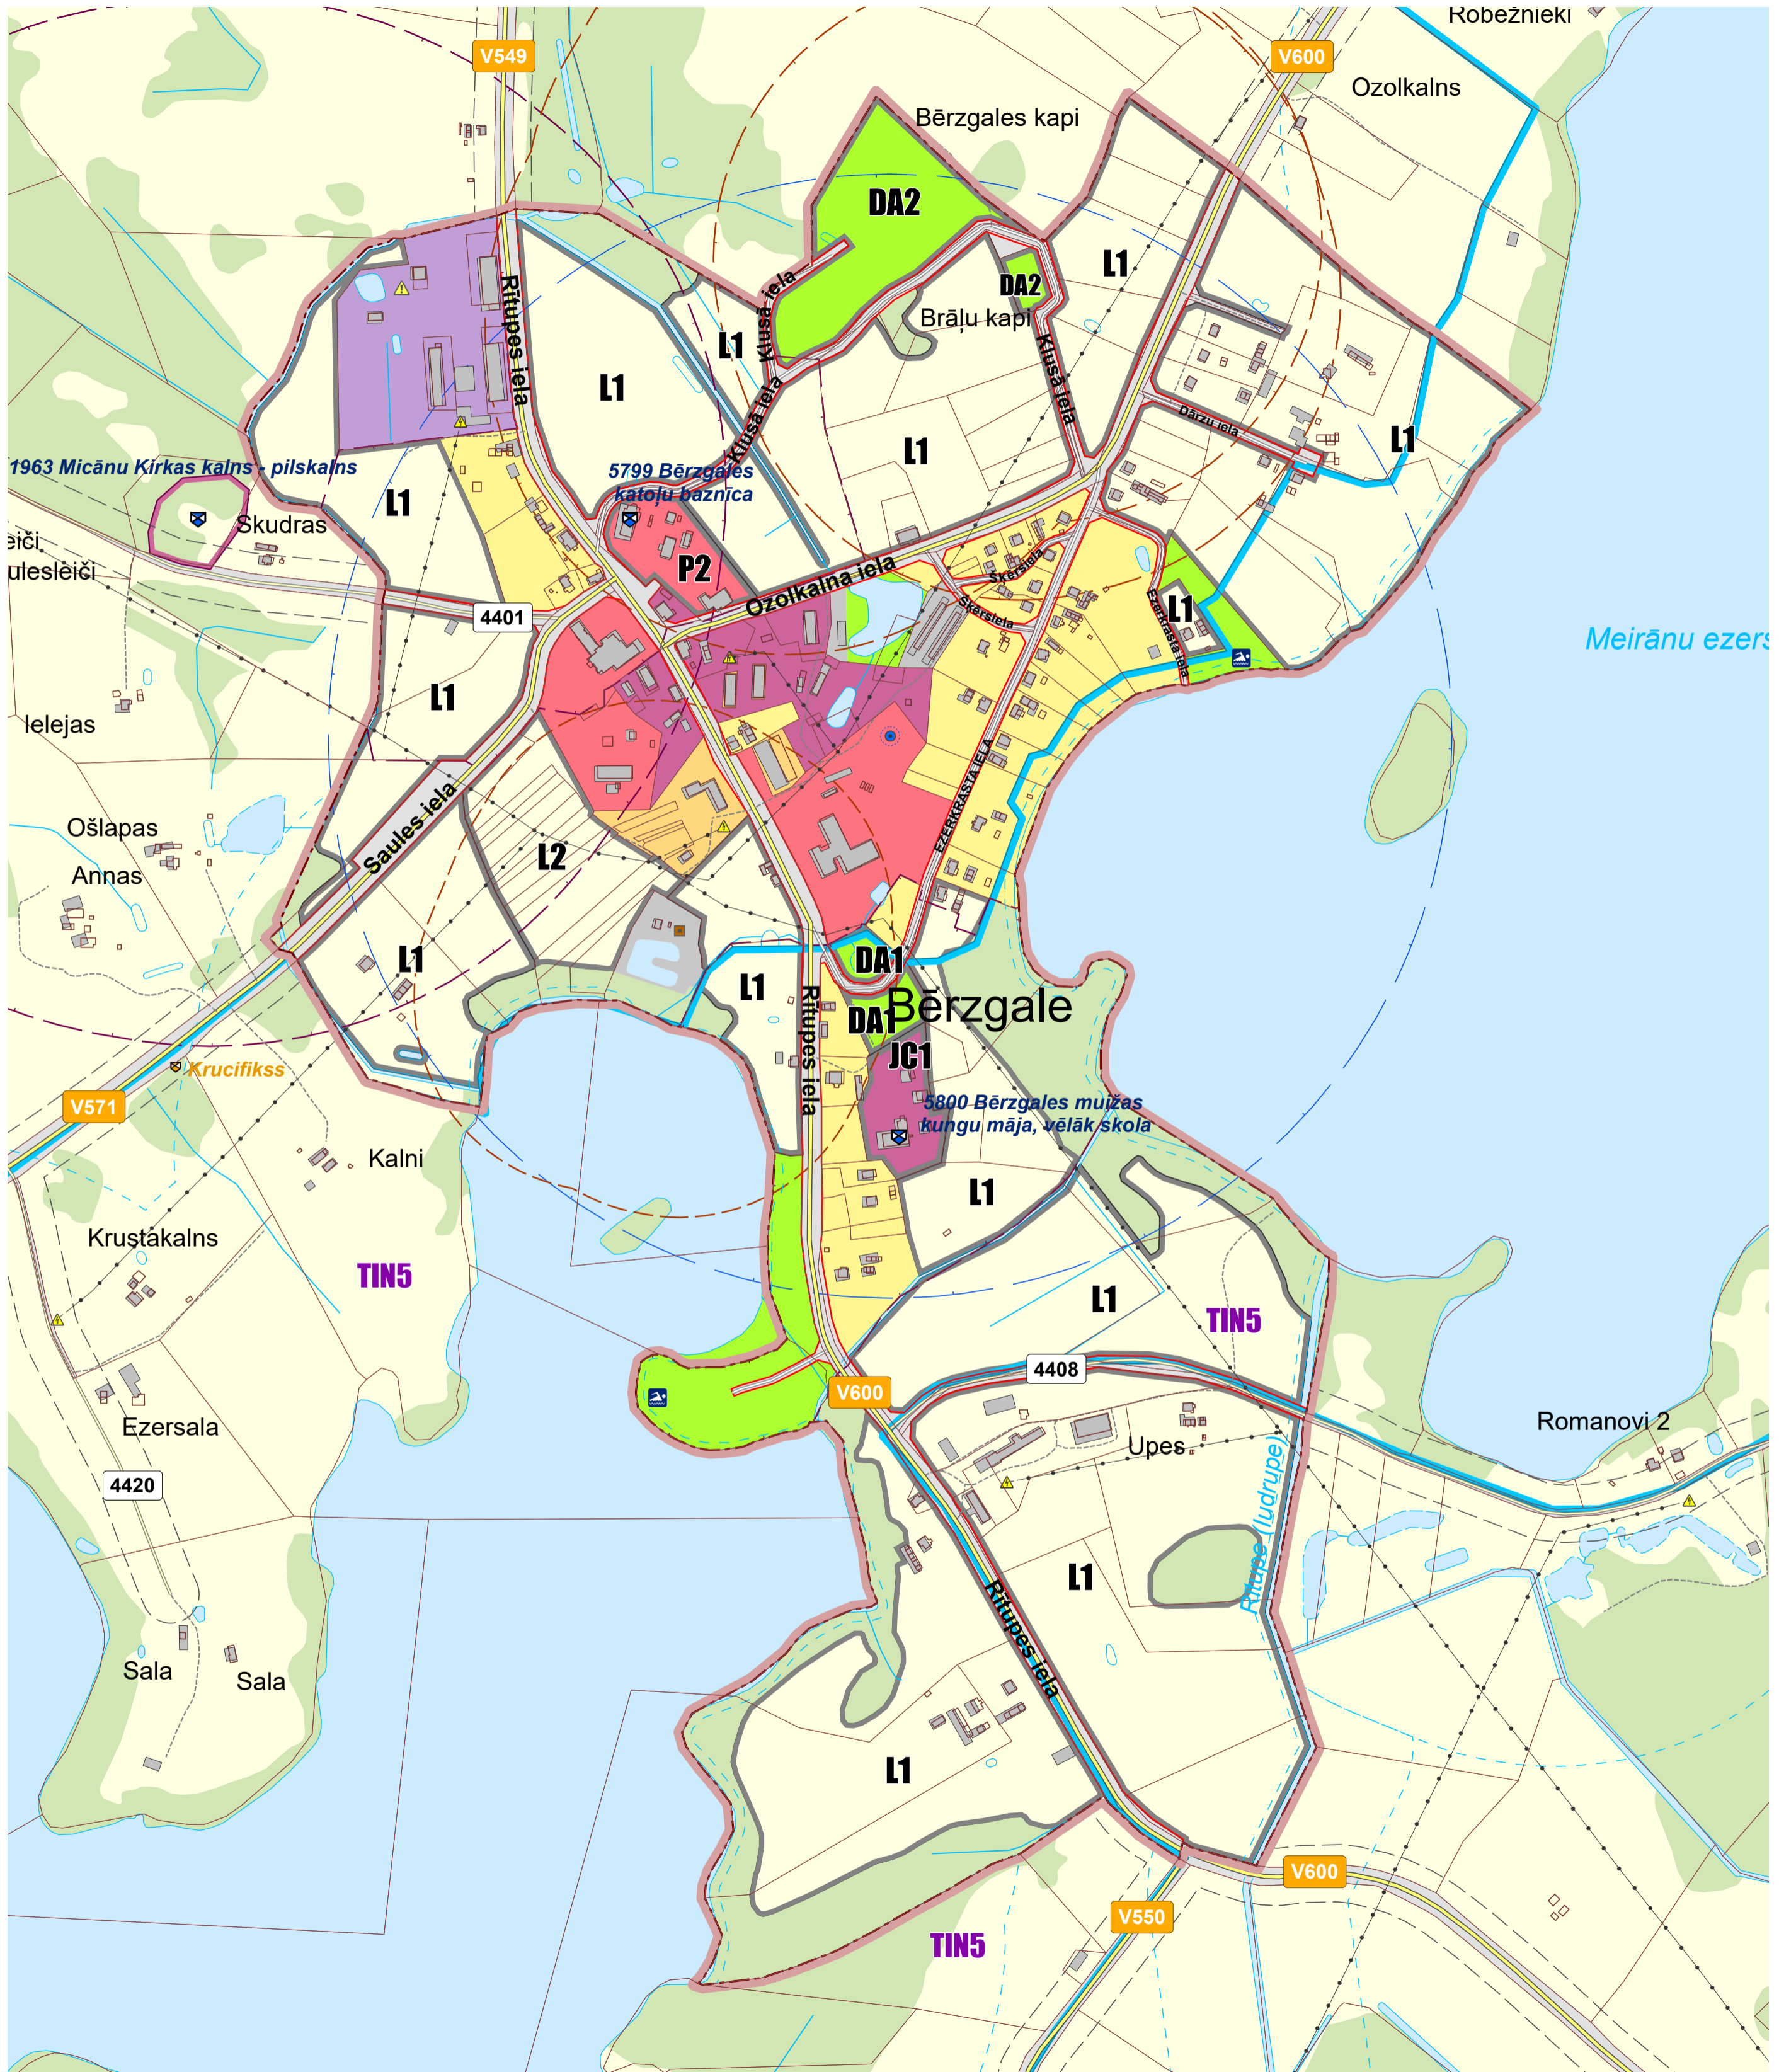 Robežnieki
V549
V600
Ozolkalns
Bērzgales kapi
DA2
L1
DA2
Brāļu kapi
Rītupes iela
Klusā iela
L1
L1
Klusā iela
Klusā iela
Dārzu iela
L1
L1
1963 Micānu Kirkas kalns - pilskalns
5799 Bērzgales
katoļu baznīca
L1
Skudras
eiči
ulesleiči
P2
Ozolkalna iela
Šķērsiela
Šķērsiela
Ezerkrasta iela
L1
4401
Meirānu ezers
L1
Ielejas
EZERKRASTA IELA
Saules iela
Ošlapas
Annas
L2
L1
L1
DA1
Rītupes iela
DA1
Bērzgale
JC1
Krucifikss
V571
5800 Bērzgales muižas
kungu māja, vēlāk skola
Kalni
L1
Krustakalns
TIN5
L1
TIN5
4408
V600
Ezersala
Upes
Romanovi 2
4420
Rītupe (Iudrupe)
L1
Rītupes iela
Sala
Sala
L1
V600
V550
TIN5